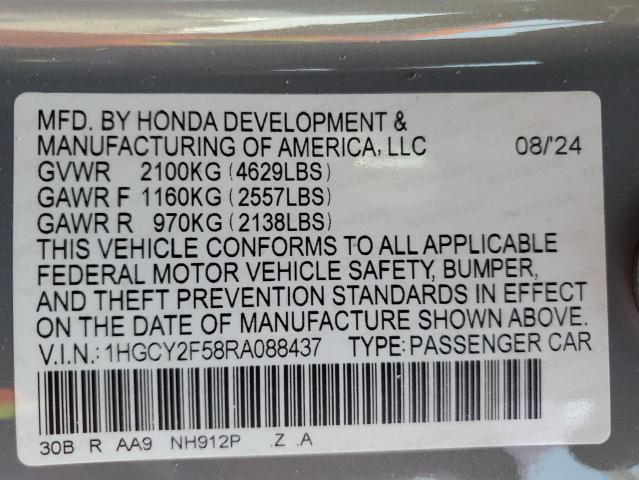 MFD. BY HONDA DEVELOPMENT &
MANUFACTURING OF AMERICA, LLC 08/'24
GVWR 2100KG (4629LBS)
GAWR F 1160KG (2557LBS)
GAWR R 970KG (2138LBS)
THIS VEHICLE CONFORMS TO ALL APPLICABLE
FEDERAL MOTOR VEHICLE SAFETY, BUMPER,
AND THEFT PREVENTION STANDARDS IN EFFECT
ON THE DATE OF MANUFACTURE SHOWN ABOVE.
V.I.N.: 1HGCY2F58RA088437 TYPE: PASSENGER CAR
30B R AA9 NH912P .Z .A